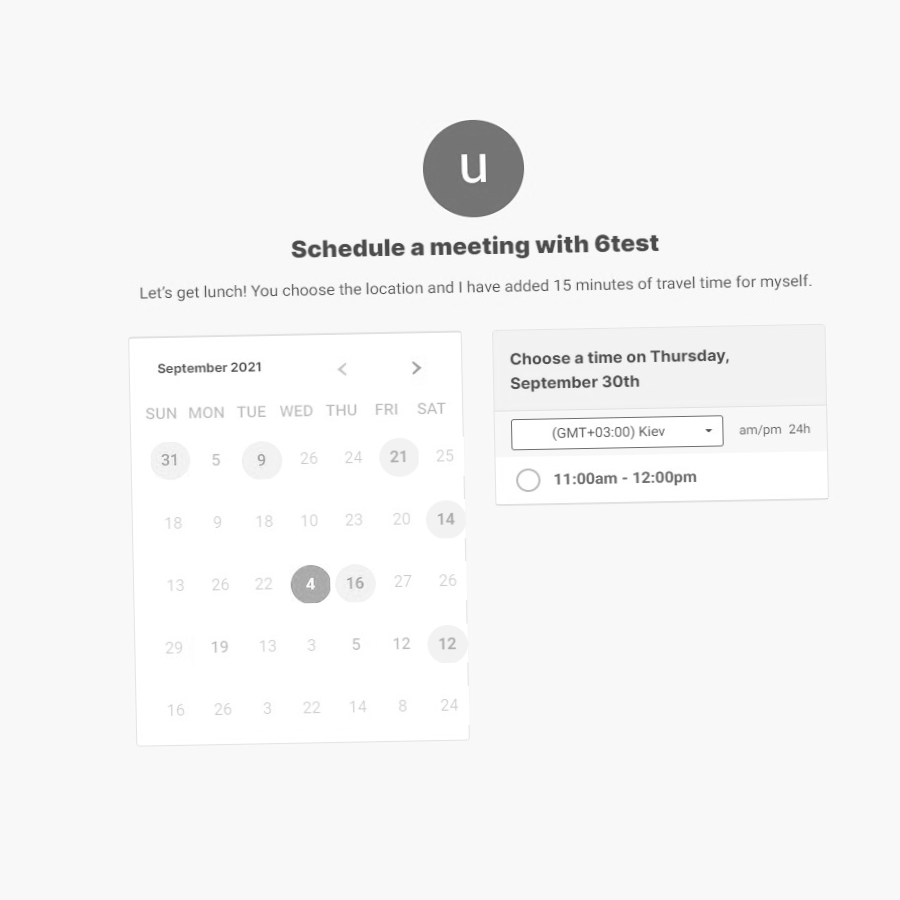 u
Schedule a meeting with 6test
Let's get lunch! You choose the location and I have added 15 minutes of travel time for myself.
September 2021
SUN MON TUE WED THU FRI SAT
31 5 9 26 24 21 25
18 9 18 10 23 20 14
13 26 22 4 16 27 26
29 19 13 3 5 12 12
16 26 3 22 14 8 24
Choose a time on Thursday,
September 30th
(GMT+03:00) Kiev
am/pm 24h
11:00am - 12:00pm